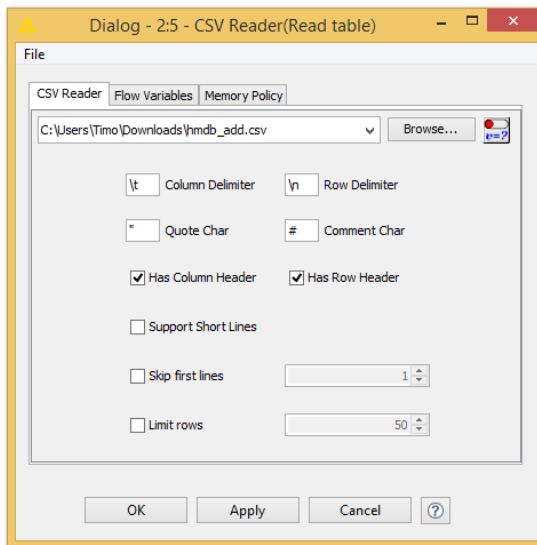 Dialog - 2:5 - CSV Reader(Read table)
File
CSV Reader Flow Variables Memory Policy
C:\Users\Timo\Downloads\hmdb_add.csv Browse... v=?
\t Column Delimiter \n Row Delimiter
" Quote Char # Comment Char
Has Column Header Has Row Header
Support Short Lines
Skip first lines 1
Limit rows 50
OK Apply Cancel ?